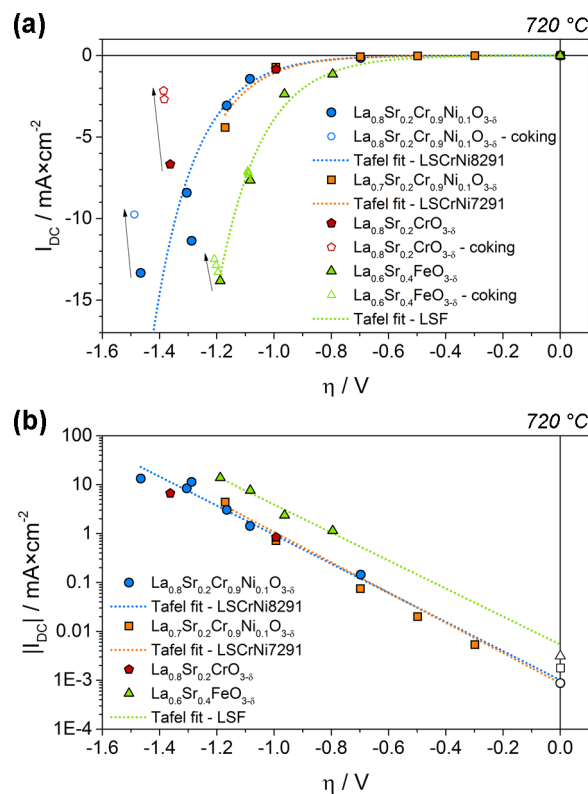 (a)
720 °C
0
-5
-10
-15
I_DC / mA×cm⁻²
La₀.₈Sr₀.₂Cr₀.₉Ni₀.₁O₃₋δ
La₀.₈Sr₀.₂Cr₀.₉Ni₀.₁O₃₋δ - coking
Tafel fit - LSCrNi8291
La₀.₇Sr₀.₂Cr₀.₉Ni₀.₁O₃₋δ
Tafel fit - LSCrNi7291
La₀.₈Sr₀.₂CrO₃₋δ
La₀.₈Sr₀.₂CrO₃₋δ - coking
La₀.₆Sr₀.₄FeO₃₋δ
La₀.₆Sr₀.₄FeO₃₋δ - coking
Tafel fit - LSF
-1.6 -1.4 -1.2 -1.0 -0.8 -0.6 -0.4 -0.2 0.0
η / V
(b)
720 °C
100
10
1
0.1
0.01
1E-3
1E-4
|I_DC| / mA×cm⁻²
La₀.₈Sr₀.₂Cr₀.₉Ni₀.₁O₃₋δ
Tafel fit - LSCrNi8291
La₀.₇Sr₀.₂Cr₀.₉Ni₀.₁O₃₋δ
Tafel fit - LSCrNi7291
La₀.₈Sr₀.₂CrO₃₋δ
La₀.₆Sr₀.₄FeO₃₋δ
Tafel fit - LSF
-1.6 -1.4 -1.2 -1.0 -0.8 -0.6 -0.4 -0.2 0.0
η / V